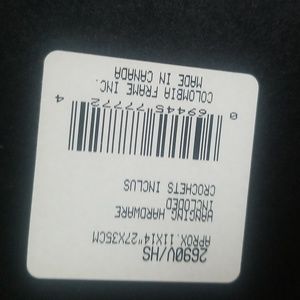 2690V/HS
APROX. 11X14"27X35CM
HANGING HARDWARE
INCLUDED
CROCHETS INCLUS
0 69445 77772 4
COLOMBIA FRAME INC.
MADE IN CANADA